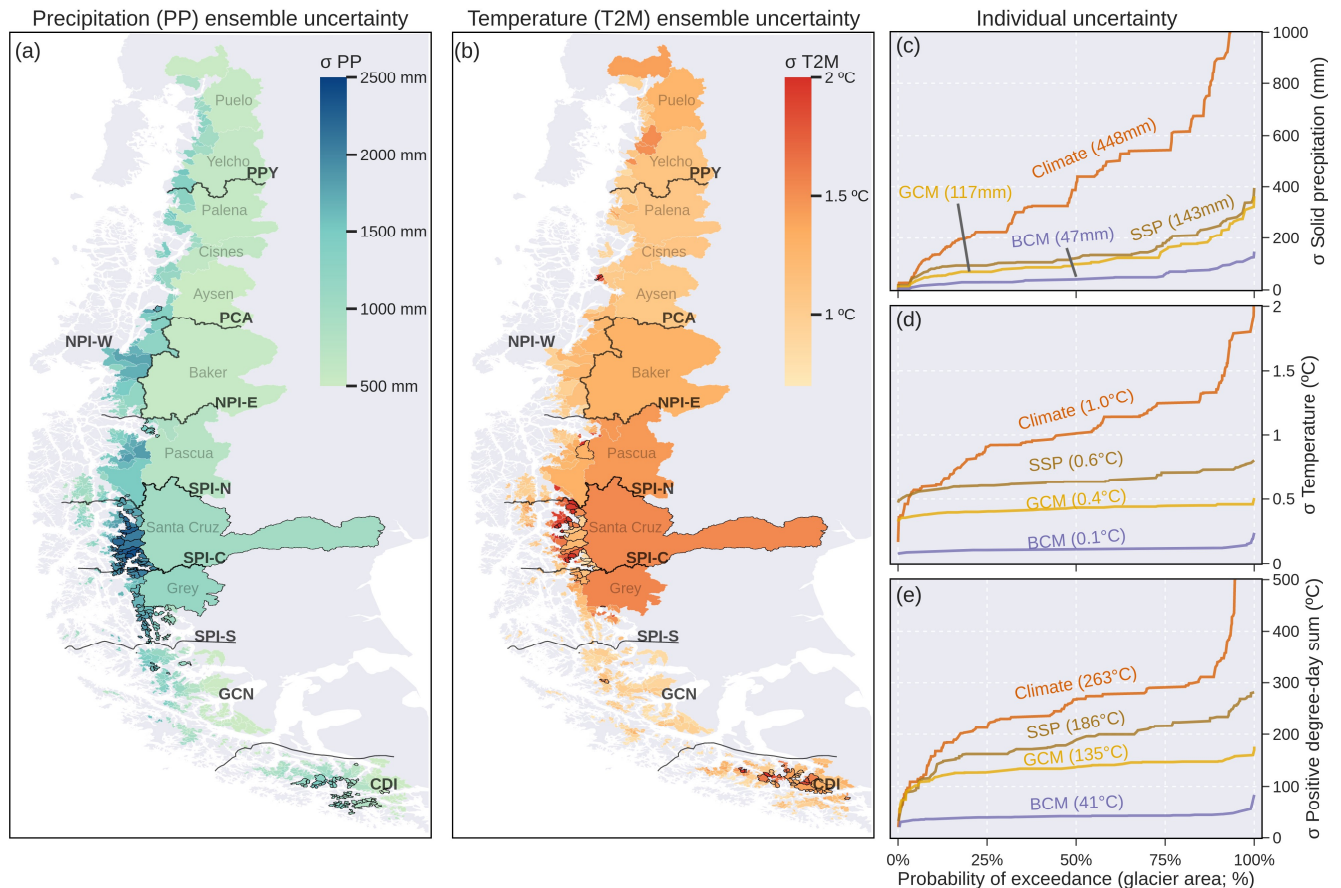 Precipitation (PP) ensemble uncertainty
(a)
σ PP
2500 mm
2000 mm
1500 mm
1000 mm
500 mm
Puelo
Yelcho
PPY
Palena
Cisnes
Aysen
PCA
NPI-W
Baker
NPI-E
Pascua
SPI-N
Santa Cruz
SPI-C
Grey
SPI-S
GCN
CDI
Temperature (T2M) ensemble uncertainty
(b)
σ T2M
2 ºC
1.5 ºC
1 ºC
Puelo
Yelcho
PPY
Palena
Cisnes
Aysen
PCA
NPI-W
Baker
NPI-E
Pascua
SPI-N
Santa Cruz
SPI-C
Grey
SPI-S
GCN
CDI
Individual uncertainty
(c)
Climate (448mm)
GCM (117mm)
BCM (47mm)
SSP (143mm)
1000
800
600
400
200
0
σ Solid precpitation (mm)
(d)
Climate (1.0°C)
SSP (0.6°C)
GCM (0.4°C)
BCM (0.1°C)
2
1.5
1
0.5
0
σ Temperature (ºC)
(e)
Climate (263°C)
SSP (186°C)
GCM (135°C)
BCM (41°C)
500
400
300
200
100
0
σ Positive degree-day sum (ºC)
0% 25% 50% 75% 100%
Probability of exceedance (glacier area; %)